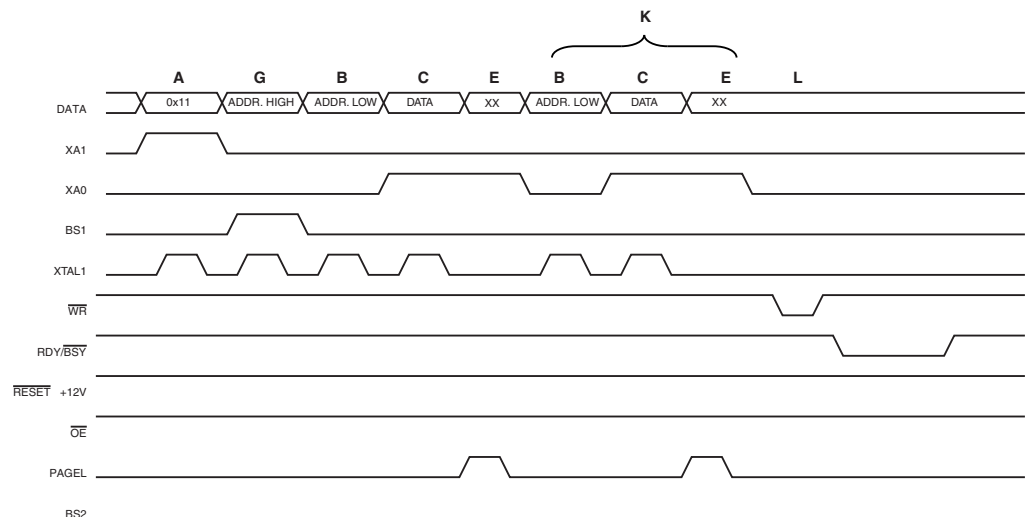 K
A G B C E B C E L
DATA 0x11 ADDR. HIGH ADDR. LOW DATA XX ADDR. LOW DATA XX
XA1
XA0
BS1
XTAL1
WR
RDY/BSY
RESET +12V
OE
PAGEL
BS2